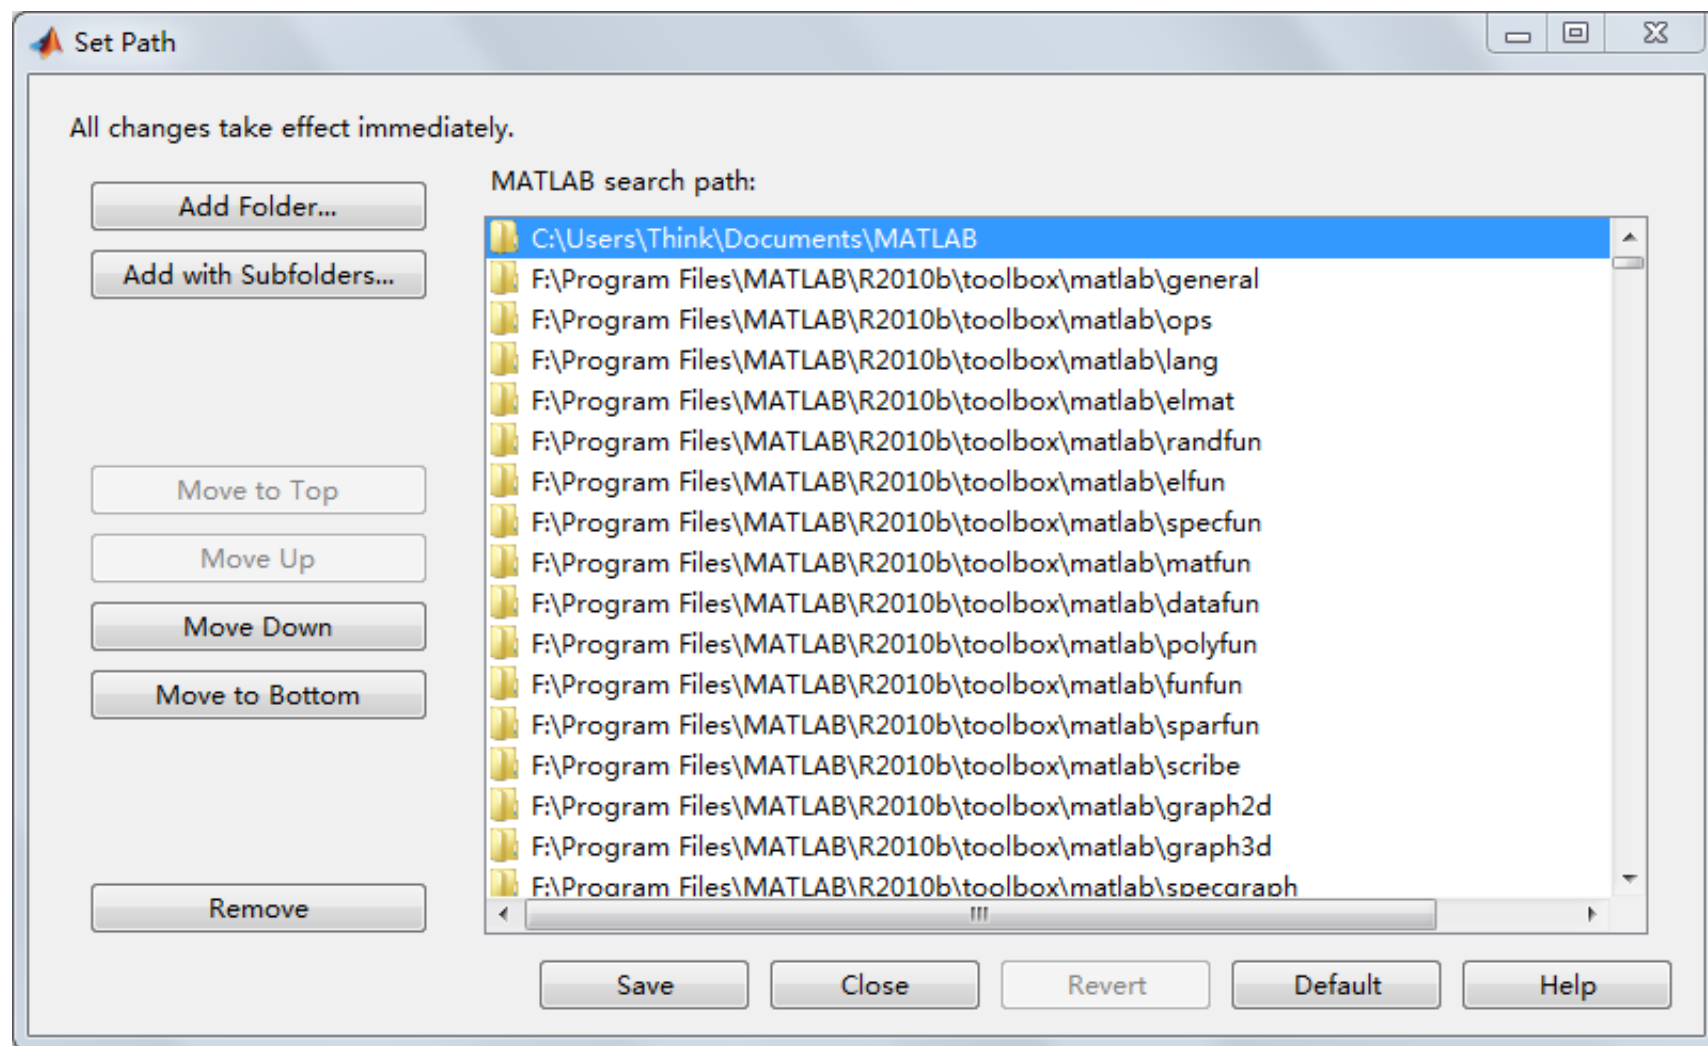 Set Path
All changes take effect immediately.
Add Folder...
Add with Subfolders...
Move to Top
Move Up
Move Down
Move to Bottom
Remove
MATLAB search path:
C:\Users\Think\Documents\MATLAB
F:\Program Files\MATLAB\R2010b\toolbox\matlab\general
F:\Program Files\MATLAB\R2010b\toolbox\matlab\ops
F:\Program Files\MATLAB\R2010b\toolbox\matlab\lang
F:\Program Files\MATLAB\R2010b\toolbox\matlab\elmat
F:\Program Files\MATLAB\R2010b\toolbox\matlab\randfun
F:\Program Files\MATLAB\R2010b\toolbox\matlab\elfun
F:\Program Files\MATLAB\R2010b\toolbox\matlab\specfun
F:\Program Files\MATLAB\R2010b\toolbox\matlab\matfun
F:\Program Files\MATLAB\R2010b\toolbox\matlab\datafun
F:\Program Files\MATLAB\R2010b\toolbox\matlab\polyfun
F:\Program Files\MATLAB\R2010b\toolbox\matlab\funfun
F:\Program Files\MATLAB\R2010b\toolbox\matlab\sparfun
F:\Program Files\MATLAB\R2010b\toolbox\matlab\scribe
F:\Program Files\MATLAB\R2010b\toolbox\matlab\graph2d
F:\Program Files\MATLAB\R2010b\toolbox\matlab\graph3d
F:\Program Files\MATLAB\R2010b\toolbox\matlab\specgraph
Save Close Revert Default Help